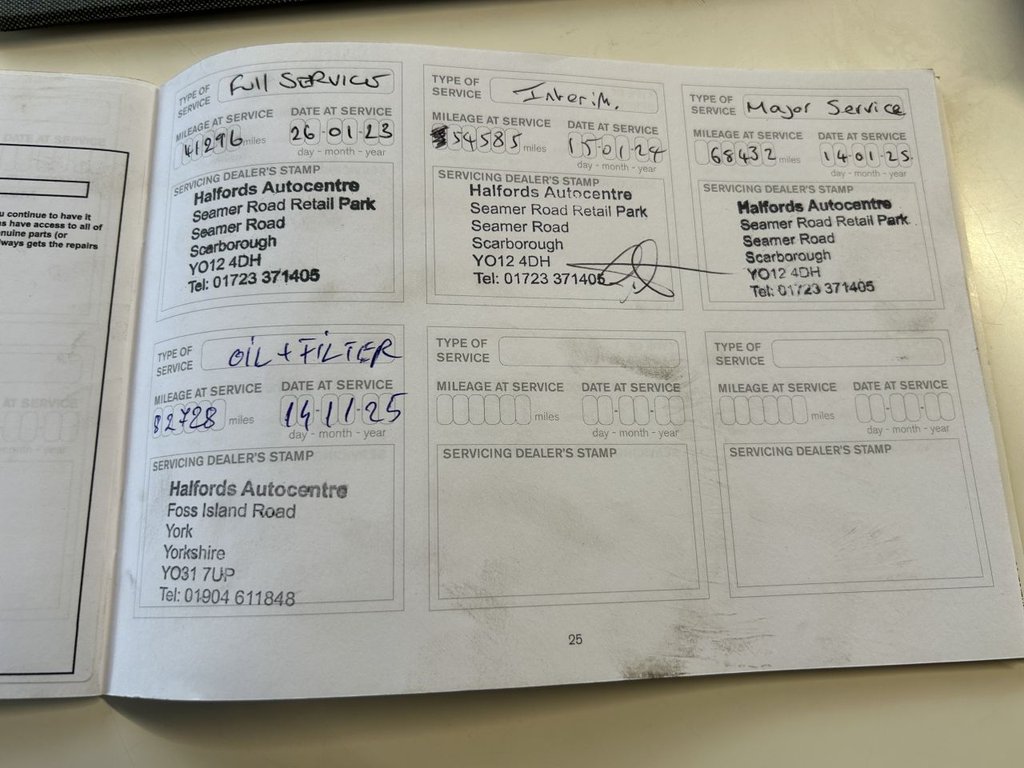 u continue to have it
s have access to all of
nuine parts (or
lways gets the repairs
TYPE OF SERVICE Full SERVICE
MILEAGE AT SERVICE DATE AT SERVICE
41296 miles 26-01-23
day - month - year
SERVICING DEALER'S STAMP
Halfords Autocentre
Seamer Road Retail Park
Seamer Road
Scarborough
YO12 4DH
Tel: 01723 371405
TYPE OF SERVICE Interim.
MILEAGE AT SERVICE DATE AT SERVICE
54585 miles 15-01-24
day - month - year
SERVICING DEALER'S STAMP
Halfords Autocentre
Seamer Road Retail Park
Seamer Road
Scarborough
YO12 4DH
Tel: 01723 371405
TYPE OF SERVICE Major Service
MILEAGE AT SERVICE DATE AT SERVICE
68432 miles 14-01-25
day - month - year
SERVICING DEALER'S STAMP
Halfords Autocentre
Seamer Road Retail Park
Seamer Road
Scarborough
YO12 4DH
Tel: 01723 371405
TYPE OF SERVICE OIL + FILTER
MILEAGE AT SERVICE DATE AT SERVICE
82728 miles 14-11-25
day - month - year
SERVICING DEALER'S STAMP
Halfords Autocentre
Foss Island Road
York
Yorkshire
YO31 7UP
Tel: 01904 611848
TYPE OF SERVICE
MILEAGE AT SERVICE DATE AT SERVICE
miles
day - month - year
SERVICING DEALER'S STAMP
TYPE OF SERVICE
MILEAGE AT SERVICE DATE AT SERVICE
miles
day - month - year
SERVICING DEALER'S STAMP
25